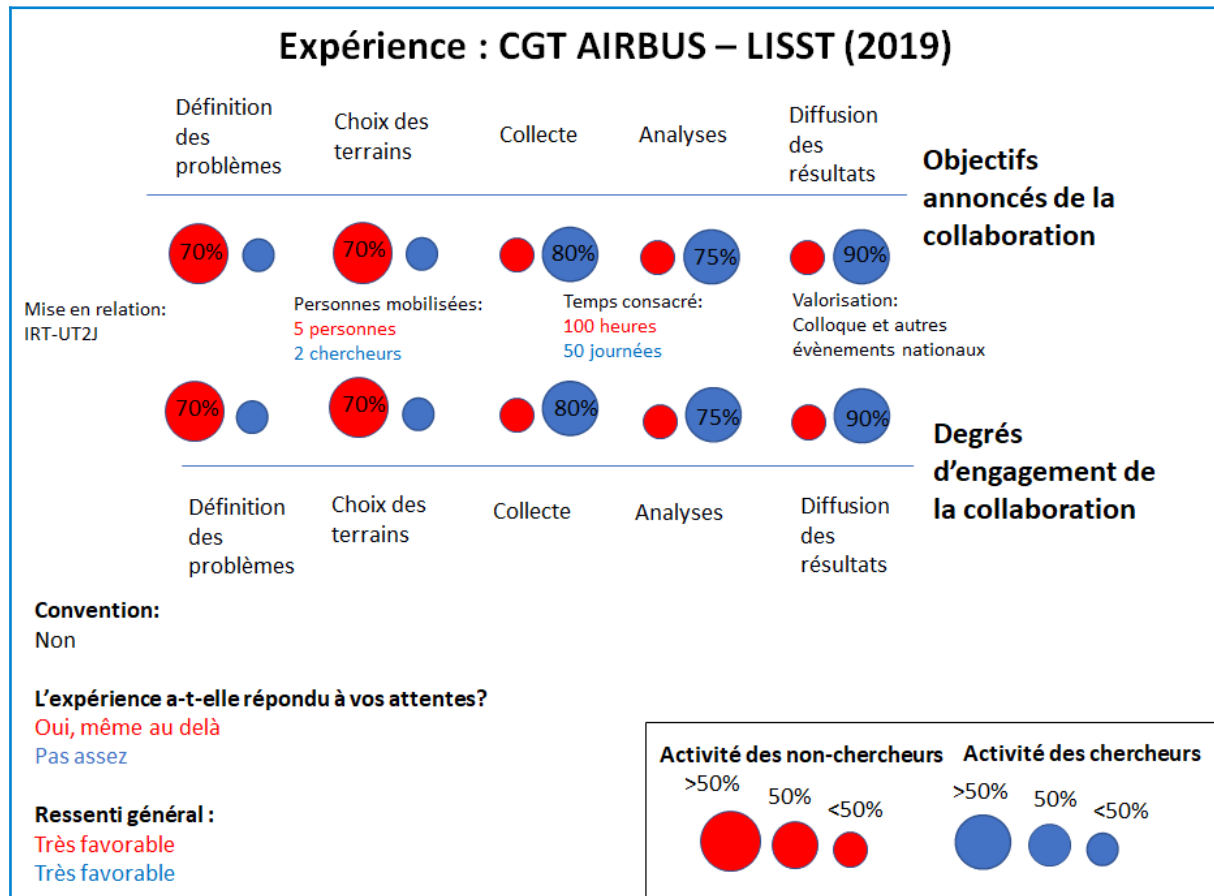 Expérience : CGT AIRBUS – LISST (2019)
Définition
des
problèmes
Choix des
terrains
Collecte
Analyses
Diffusion
des
résultats
Objectifs
annoncés de la
collaboration
70%
70%
80%
75%
90%
Mise en relation:
IRT-UT2J
Personnes mobilisées:
5 personnes
2 chercheurs
Temps consacré:
100 heures
50 journées
Valorisation:
Colloque et autres
évènements nationaux
70%
70%
80%
75%
90%
Degrés
d'engagement de
la collaboration
Définition
des
problèmes
Choix des
terrains
Collecte
Analyses
Diffusion
des
résultats
Convention:
Non
L'expérience a-t-elle répondu à vos attentes?
Oui, même au delà
Pas assez
Ressenti général :
Très favorable
Très favorable
Activité des non-chercheurs
>50%
50%
<50%
Activité des chercheurs
>50%
50%
<50%